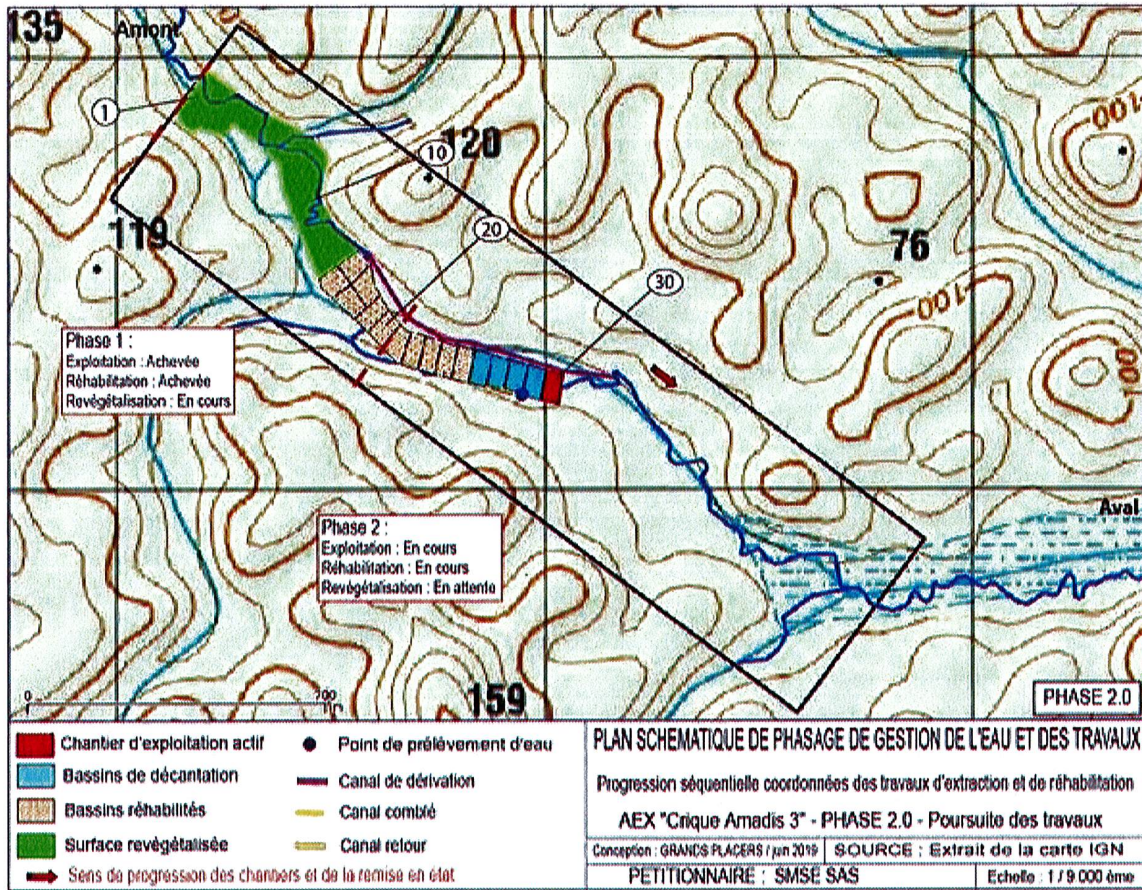 135
Amont
1
10
120
20
119
76
30
100
100
100
Phase 1 :
Exploitation : Achevée
Réhabilitation : Achevée
Revégétalisation : En cours
Phase 2 :
Exploitation : En cours
Réhabilitation : En cours
Revégétalisation : En attente
Aval
0
700
m
159
PHASE 2.0
Chantier d'exploitation actif
Bassins de décantation
Bassins réhabilités
Surface revégétalisée
Sens de progression des chantiers et de la remise en état
Point de prélèvement d'eau
Canal de dérivation
Canal comblé
Canal retour
PLAN SCHEMATIQUE DE PHASAGE DE GESTION DE L'EAU ET DES TRAVAUX
Progression séquentielle coordonnées des travaux d'extraction et de réhabilitation
AEX "Crique Amadis 3" - PHASE 2.0 - Poursuite des travaux
Conception : GRANDS PLACERS / juin 2019
SOURCE : Extrait de la carte IGN
PETITIONNAIRE : SMSE SAS
Echelle : 1 / 9 000 ème